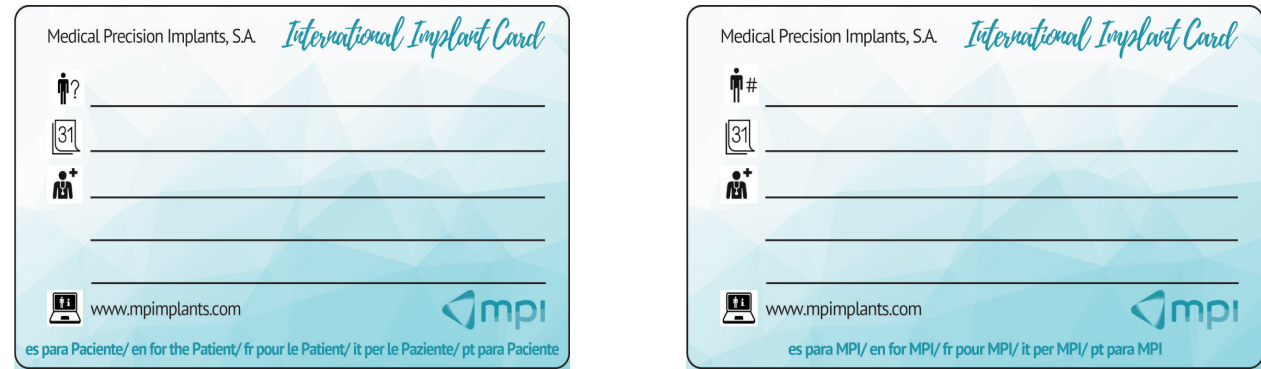 Medical Precision Implants, S.A. International Implant Card
?
31
www.mpimplants.com
mpi
es para Paciente/ en for the Patient/ fr pour le Patient/ it per le Paziente/ pt para Paciente
Medical Precision Implants, S.A. International Implant Card
#
31
www.mpimplants.com
mpi
es para MPI/ en for MPI/ fr pour MPI/ it per MPI/ pt para MPI